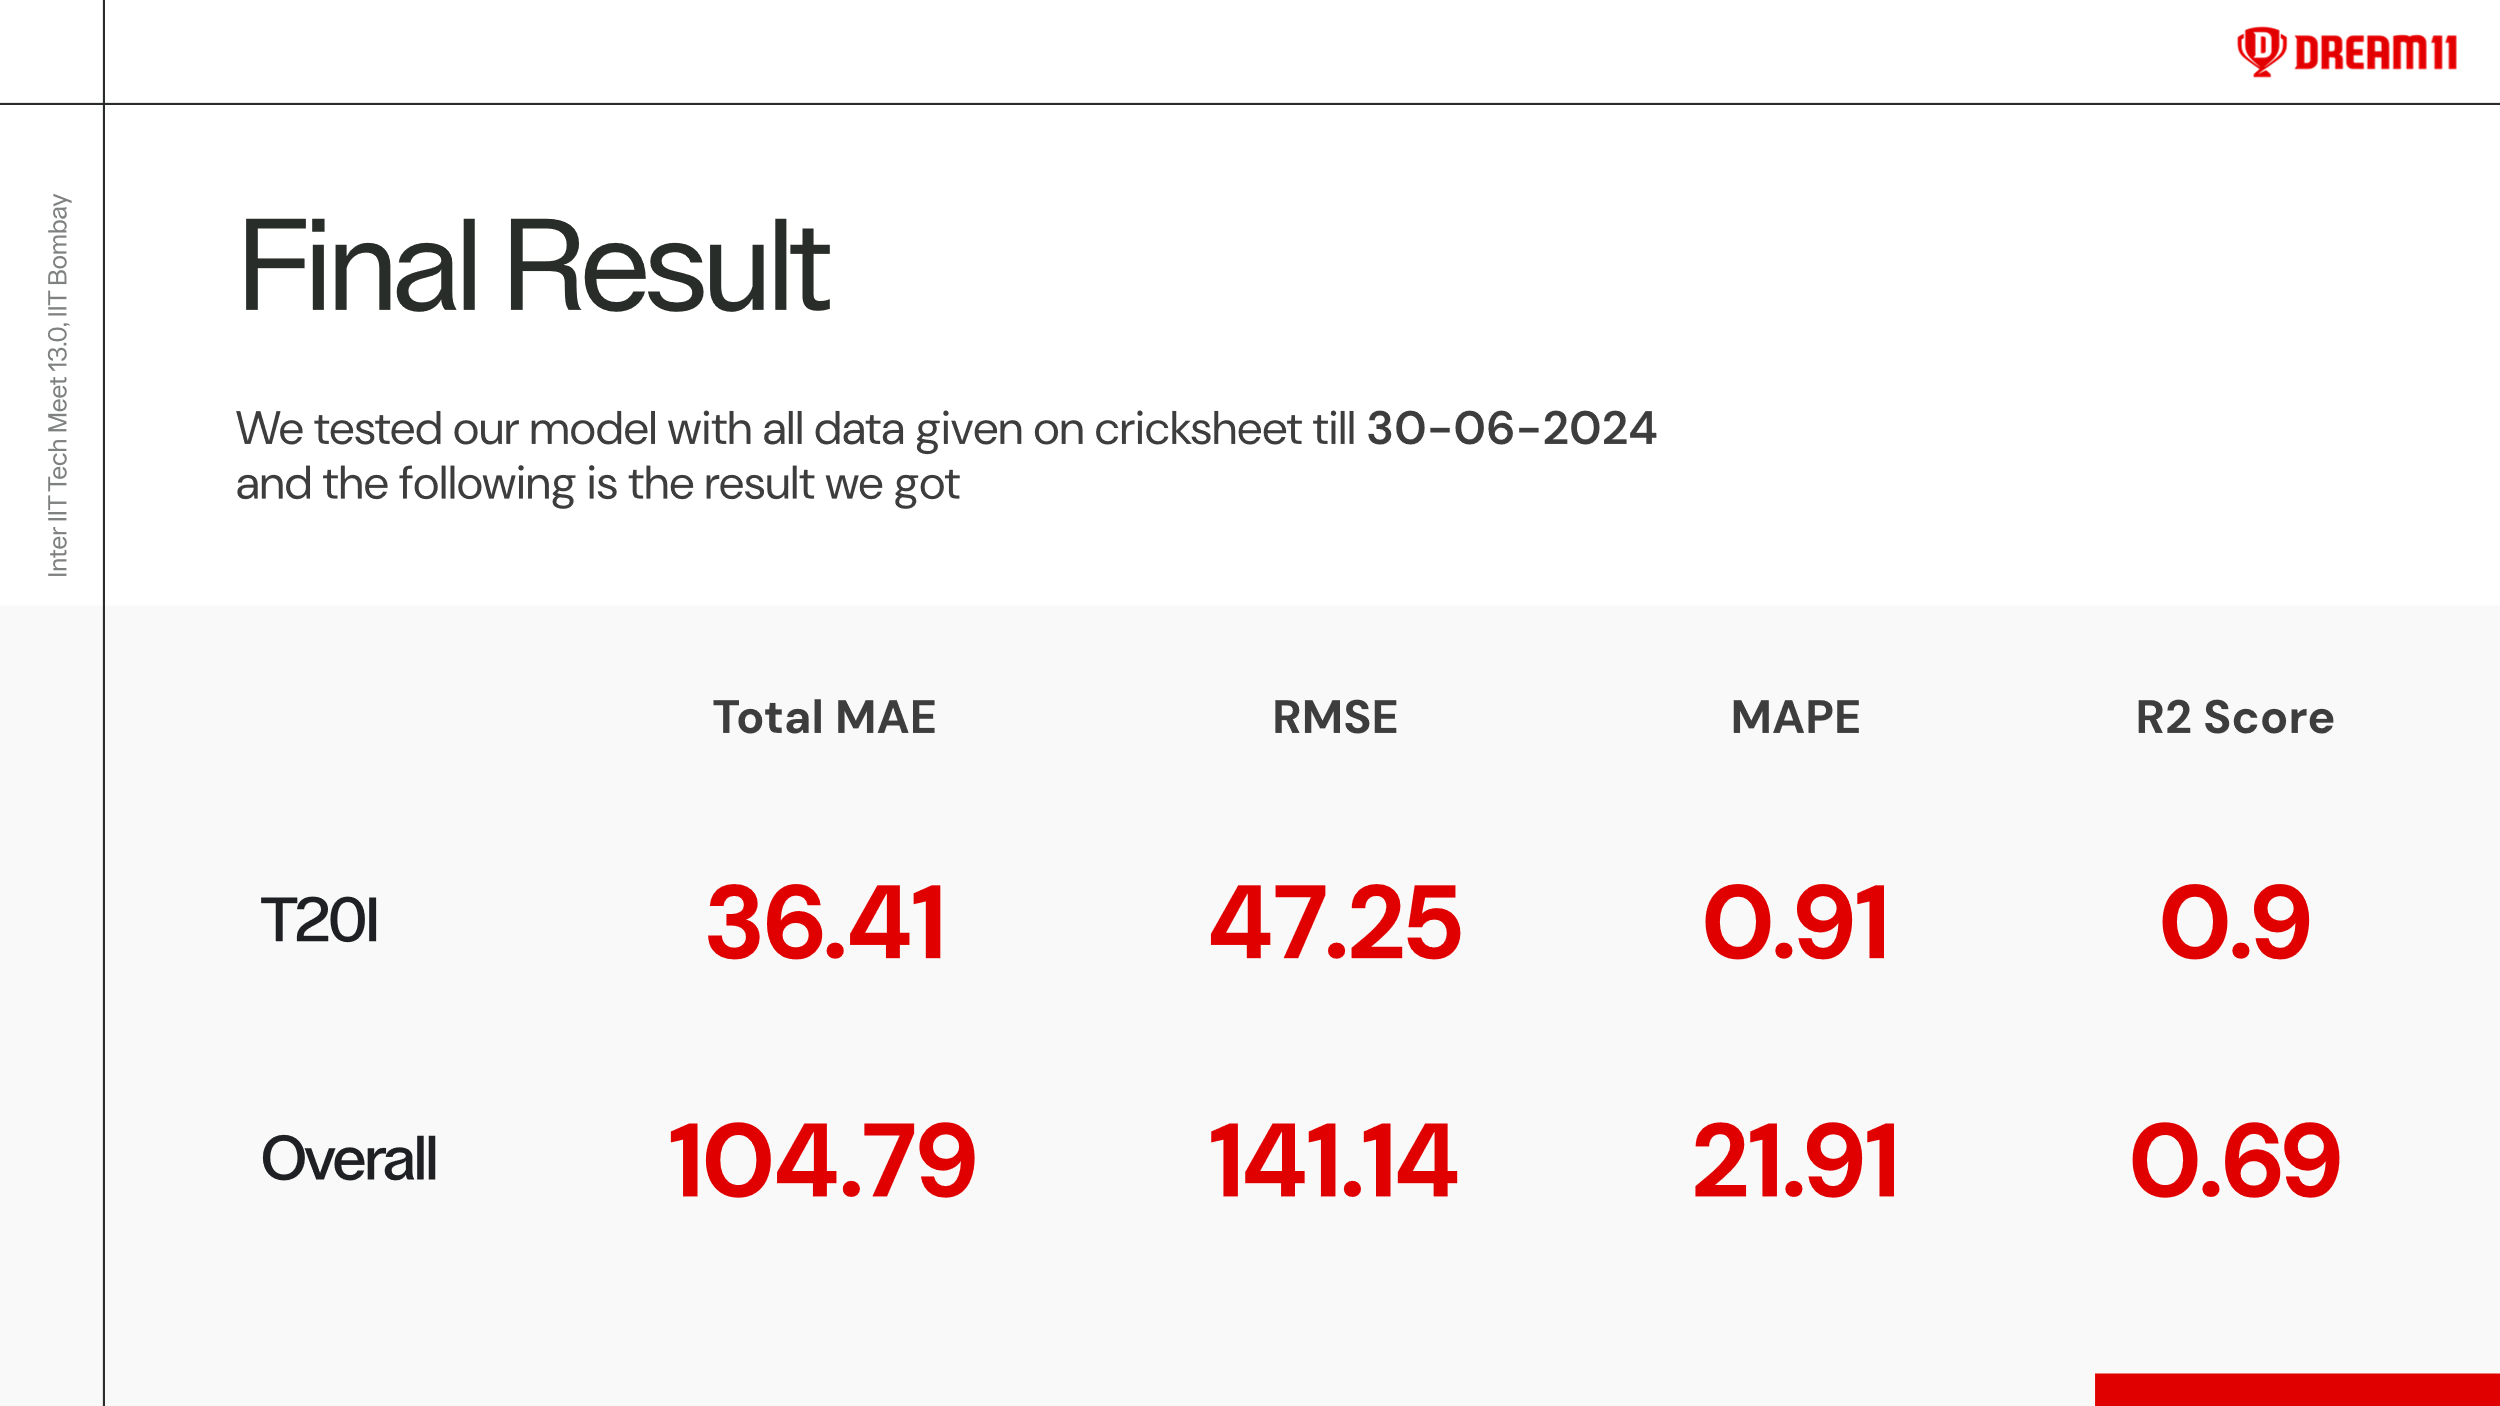 DREAM11
Inter IIT Tech Meet 13.0, IIT Bombay
Final Result
We tested our model with all data given on cricksheet till 30-06-2024
and the following is the result we got
Total MAE RMSE MAPE R2 Score
T20I 36.41 47.25 0.91 0.9
Overall 104.79 141.14 21.91 0.69